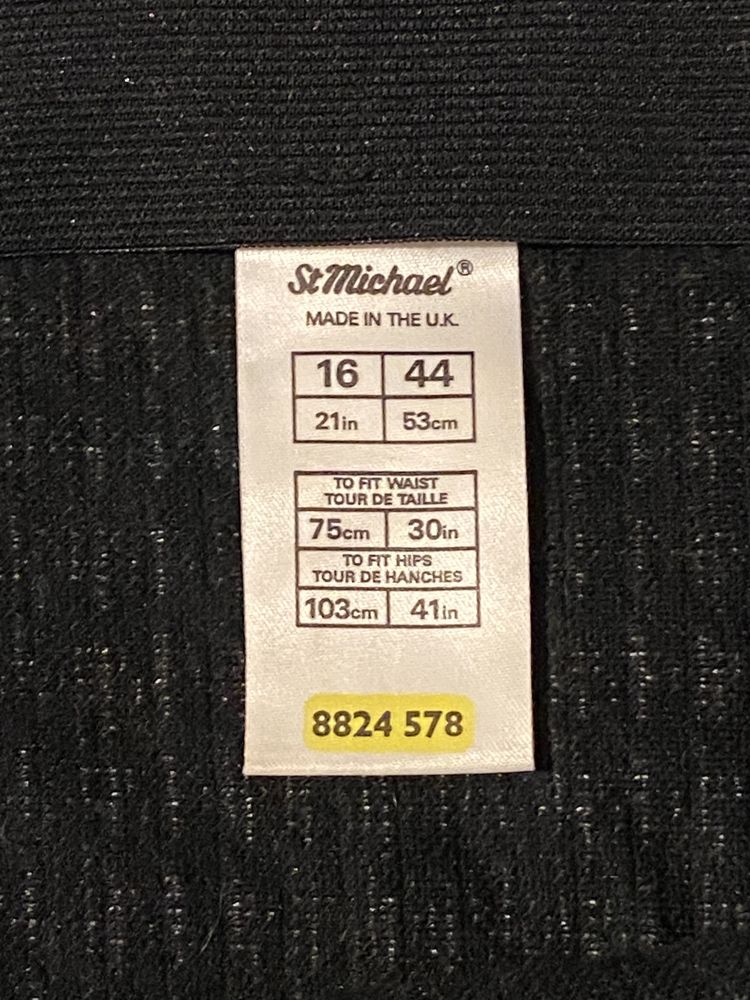 StMichael®
MADE IN THE U.K.
16 44
21in 53cm
TO FIT WAIST
TOUR DE TAILLE
75cm 30in
TO FIT HIPS
TOUR DE HANCHES
103cm 41in
8824 578